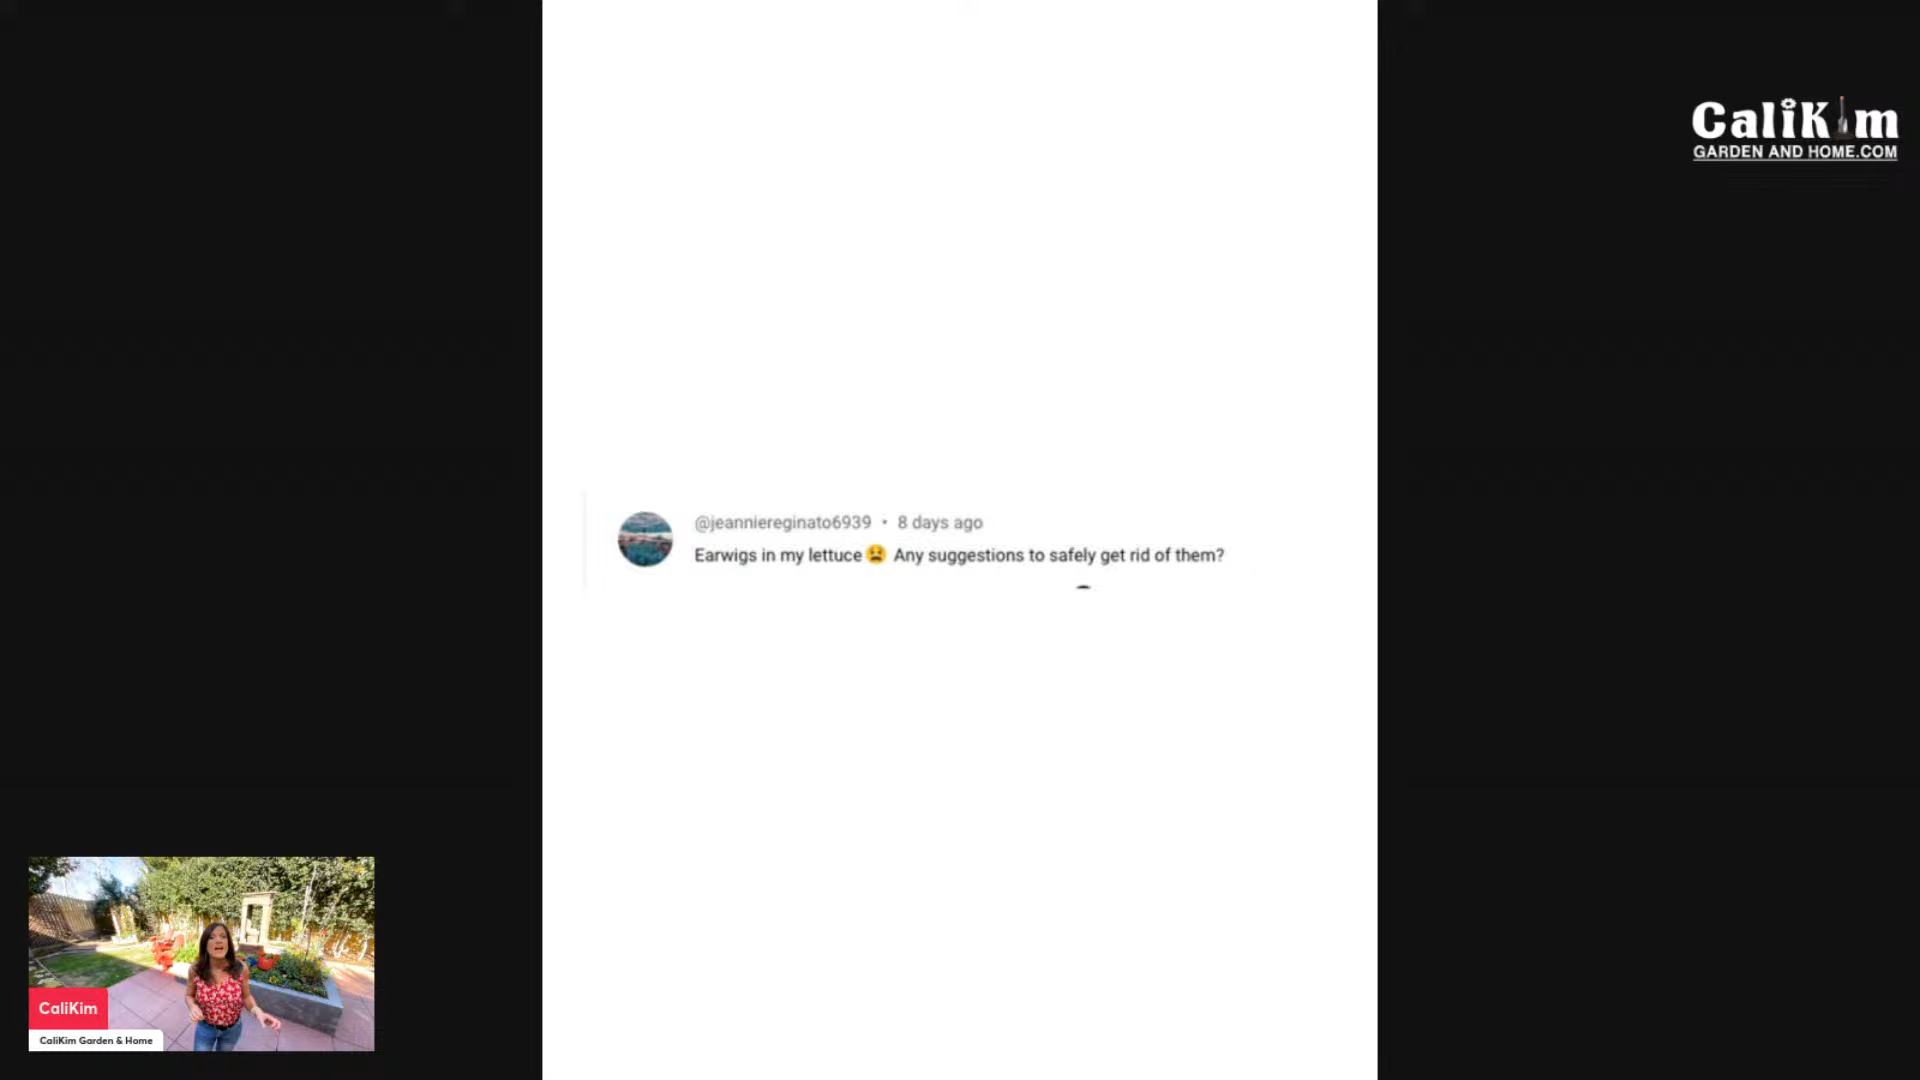 CaliKim
GARDEN AND HOME.COM
@jeanniereginato6939 • 8 days ago
Earwigs in my lettuce😫 Any suggestions to safely get rid of them?
CaliKim
CaliKim Garden & Home